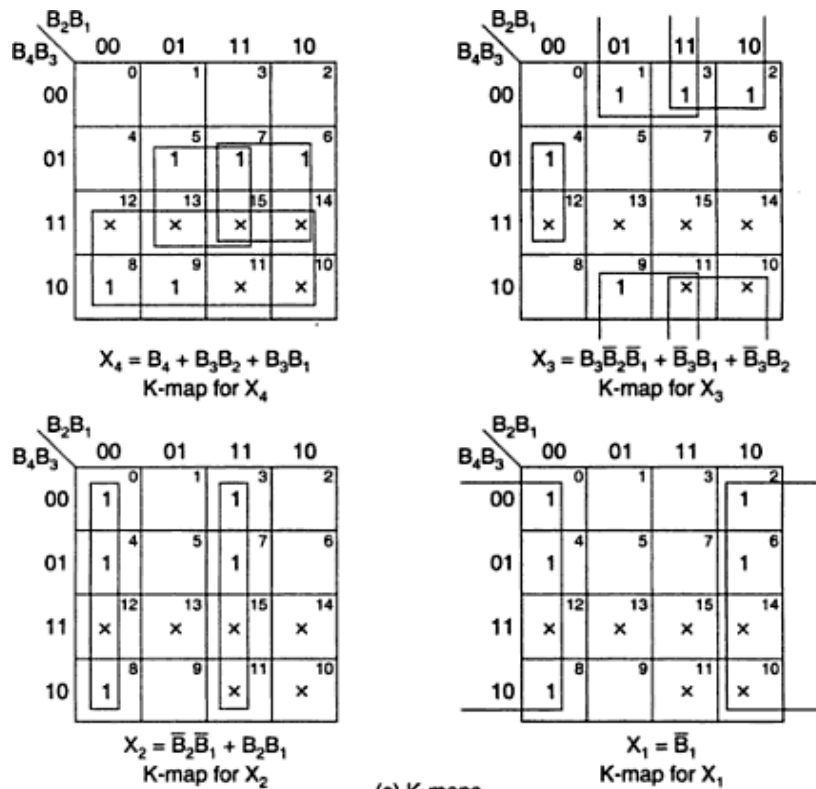 B₂B₁
B₄B₃ 00 01 11 10
00 0 1 3 2
01 4 5 1 7 1 6 1
11 12 × 13 × 15 × 14 ×
10 8 1 9 1 11 × 10 ×
X₄ = B₄ + B₃B₂ + B₃B₁
K-map for X₄
B₂B₁
B₄B₃ 00 01 11 10
00 0 1 1 3 1 2 1
01 4 1 5 7 6
11 12 × 13 × 15 × 14 ×
10 8 9 1 11 × 10 ×
X₃ = B₃B̅₂B̅₁ + B̅₃B₁ + B̅₃B₂
K-map for X₃
B₂B₁
B₄B₃ 00 01 11 10
00 0 1 1 3 1 2
01 4 1 5 7 1 6
11 12 × 13 × 15 × 14 ×
10 8 1 9 11 × 10 ×
X₂ = B̅₂B̅₁ + B₂B₁
K-map for X₂
B₂B₁
B₄B₃ 00 01 11 10
00 0 1 1 3 2 1
01 4 1 5 7 6 1
11 12 × 13 × 15 × 14 ×
10 8 1 9 11 × 10 ×
X₁ = B̅₁
K-map for X₁